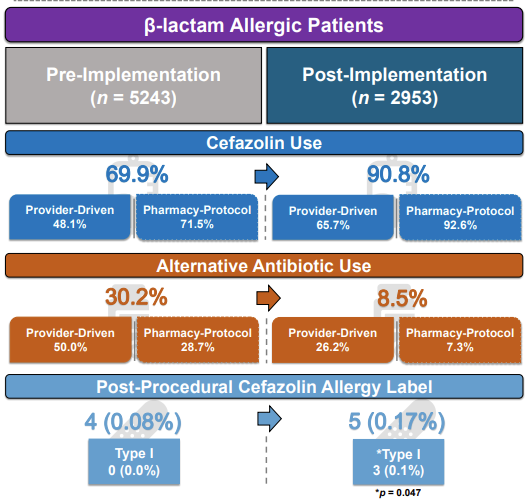 β-lactam Allergic Patients
Pre-Implementation
(n = 5243)
Post-Implementation
(n = 2953)
Cefazolin Use
69.9%
90.8%
Provider-Driven
48.1%
Pharmacy-Protocol
71.5%
Provider-Driven
65.7%
Pharmacy-Protocol
92.6%
Alternative Antibiotic Use
30.2%
8.5%
Provider-Driven
50.0%
Pharmacy-Protocol
28.7%
Provider-Driven
26.2%
Pharmacy-Protocol
7.3%
Post-Procedural Cefazolin Allergy Label
4 (0.08%)
5 (0.17%)
Type I
0 (0.0%)
*Type I
3 (0.1%)
*p = 0.047